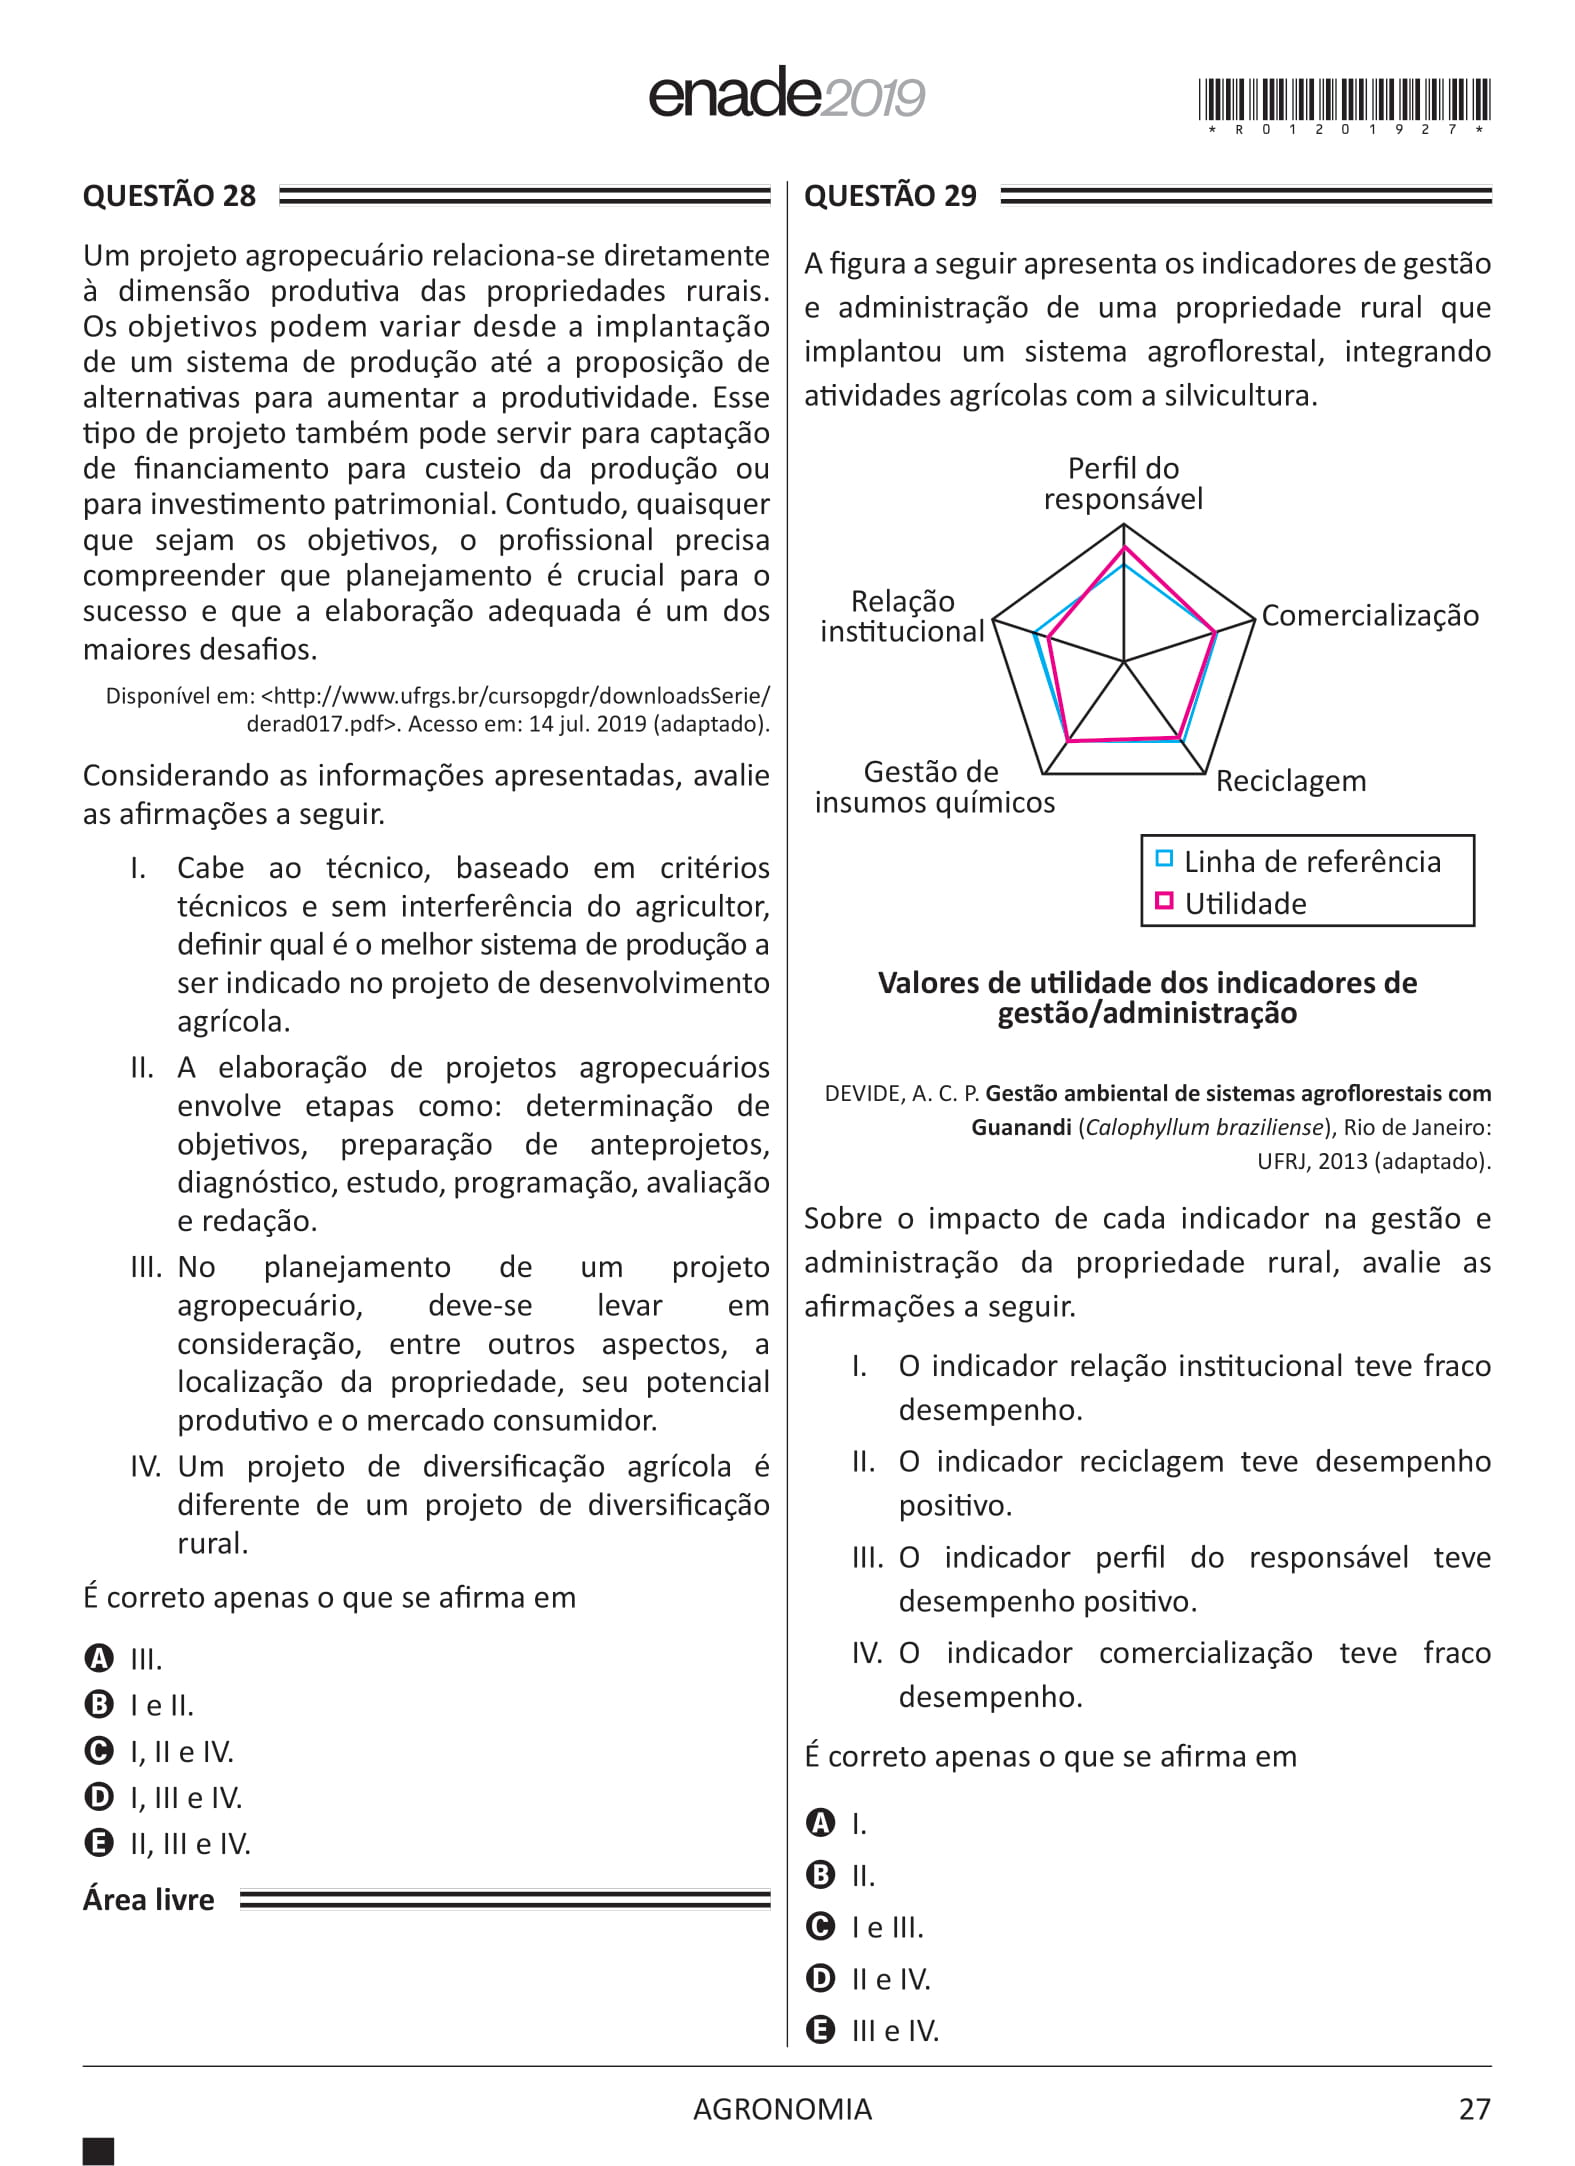 enade2019
*R01201927*
QUESTÃO 28
Um projeto agropecuário relaciona-se diretamente
à dimensão produtiva das propriedades rurais.
Os objetivos podem variar desde a implantação
de um sistema de produção até a proposição de
alternativas para aumentar a produtividade. Esse
tipo de projeto também pode servir para captação
de financiamento para custeio da produção ou
para investimento patrimonial. Contudo, quaisquer
que sejam os objetivos, o profissional precisa
compreender que planejamento é crucial para o
sucesso e que a elaboração adequada é um dos
maiores desafios.
Disponível em: <http://www.ufrgs.br/cursopgdr/downloadsSerie/
derad017.pdf>. Acesso em: 14 jul. 2019 (adaptado).
Considerando as informações apresentadas, avalie
as afirmações a seguir.
I. Cabe ao técnico, baseado em critérios
técnicos e sem interferência do agricultor,
definir qual é o melhor sistema de produção a
ser indicado no projeto de desenvolvimento
agrícola.
II. A elaboração de projetos agropecuários
envolve etapas como: determinação de
objetivos, preparação de anteprojetos,
diagnóstico, estudo, programação, avaliação
e redação.
III. No planejamento de um projeto
agropecuário, deve-se levar em
consideração, entre outros aspectos, a
localização da propriedade, seu potencial
produtivo e o mercado consumidor.
IV. Um projeto de diversificação agrícola é
diferente de um projeto de diversificação
rural.
É correto apenas o que se afirma em
A III.
B I e II.
C I, II e IV.
D I, III e IV.
E II, III e IV.
Área livre
QUESTÃO 29
A figura a seguir apresenta os indicadores de gestão
e administração de uma propriedade rural que
implantou um sistema agroflorestal, integrando
atividades agrícolas com a silvicultura.
Perfil do
responsável
Relação
institucional
Comercialização
Gestão de
insumos químicos
Reciclagem
Linha de referência
Utilidade
Valores de utilidade dos indicadores de
gestão/administração
DEVIDE, A. C. P. Gestão ambiental de sistemas agroflorestais com
Guanandi (Calophyllum braziliense), Rio de Janeiro:
UFRJ, 2013 (adaptado).
Sobre o impacto de cada indicador na gestão e
administração da propriedade rural, avalie as
afirmações a seguir.
I. O indicador relação institucional teve fraco
desempenho.
II. O indicador reciclagem teve desempenho
positivo.
III. O indicador perfil do responsável teve
desempenho positivo.
IV. O indicador comercialização teve fraco
desempenho.
É correto apenas o que se afirma em
A I.
B II.
C I e III.
D II e IV.
E III e IV.
AGRONOMIA
27